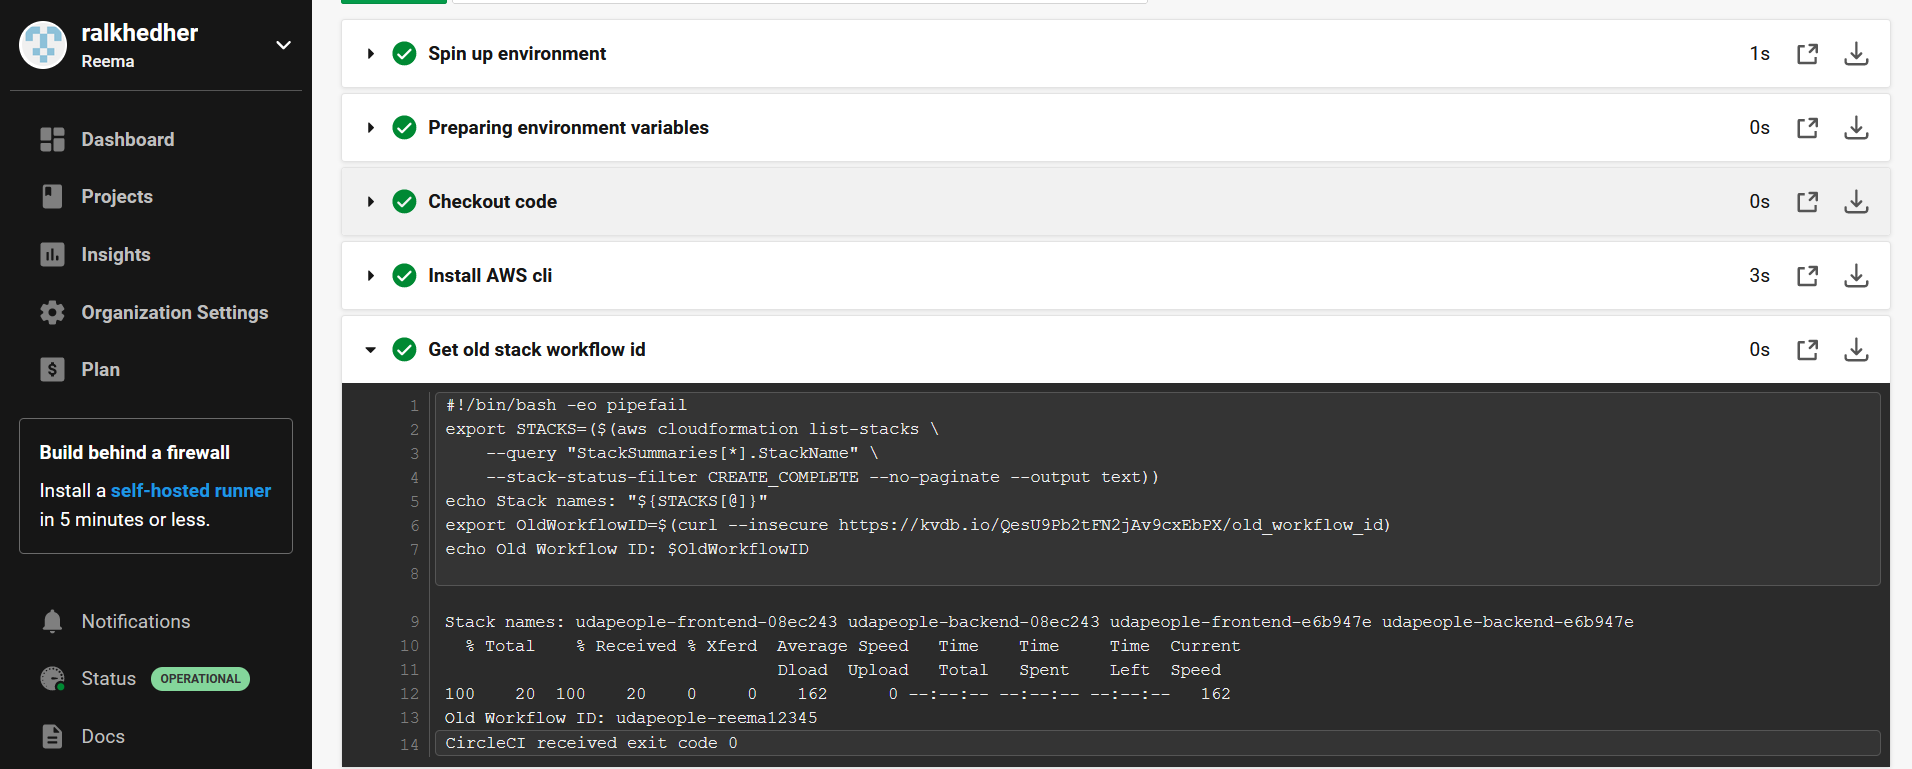 ralkhedher
Reema
Dashboard
Projects
Insights
Organization Settings
Plan
Build behind a firewall
Install a self-hosted runner
in 5 minutes or less.
Notifications
Status OPERATIONAL
Docs
Spin up environment 1s
Preparing environment variables 0s
Checkout code 0s
Install AWS cli 3s
Get old stack workflow id 0s
1 #!/bin/bash -eo pipefail
2 export STACKS=($(aws cloudformation list-stacks \
3     --query "StackSummaries[*].StackName" \
4     --stack-status-filter CREATE_COMPLETE --no-paginate --output text))
5 echo Stack names: "${STACKS[@]}"
6 export OldWorkflowID=$(curl --insecure https://kvdb.io/QesU9Pb2tFN2jAv9cxEbPX/old_workflow_id)
7 echo Old Workflow ID: $OldWorkflowID
8
9 Stack names: udapeople-frontend-08ec243 udapeople-backend-08ec243 udapeople-frontend-e6b947e udapeople-backend-e6b947e
10   % Total    % Received % Xferd  Average Speed   Time    Time     Time  Current
11                                  Dload  Upload   Total   Spent    Left  Speed
12 100    20  100    20    0     0    162      0 --:--:-- --:--:-- --:--:--   162
13 Old Workflow ID: udapeople-reema12345
14 CircleCI received exit code 0